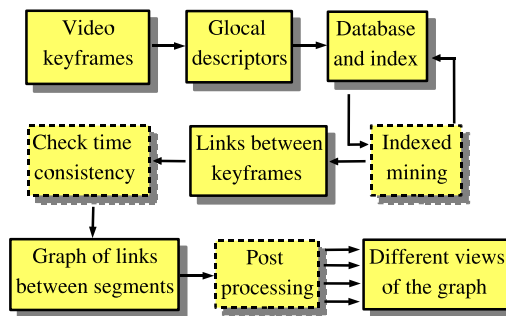 Video
keyframes
Glocal
descriptors
Database
and index
Check time
consistency
Links between
keyframes
Indexed
mining
Graph of links
between segments
Post
processing
Different views
of the graph